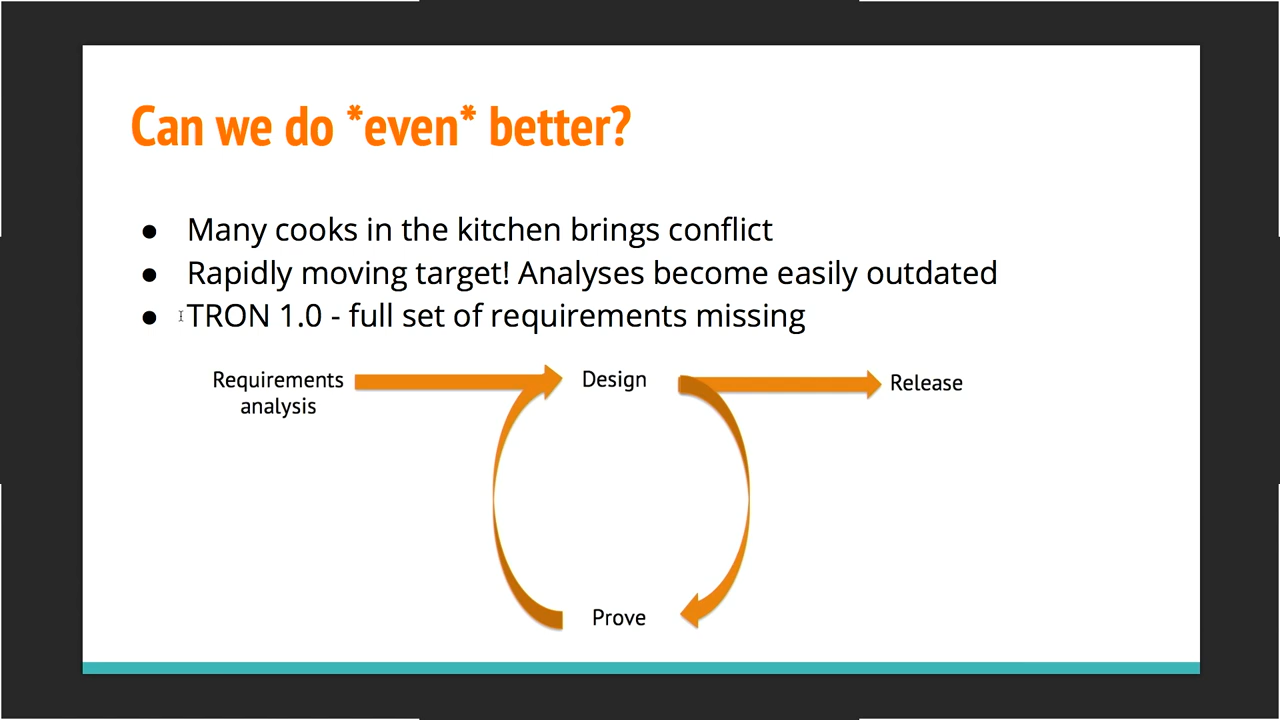 Can we do *even* better?
● Many cooks in the kitchen brings conflict
● Rapidly moving target! Analyses become easily outdated
● TRON 1.0 - full set of requirements missing
Requirements
analysis
Design
Release
Prove